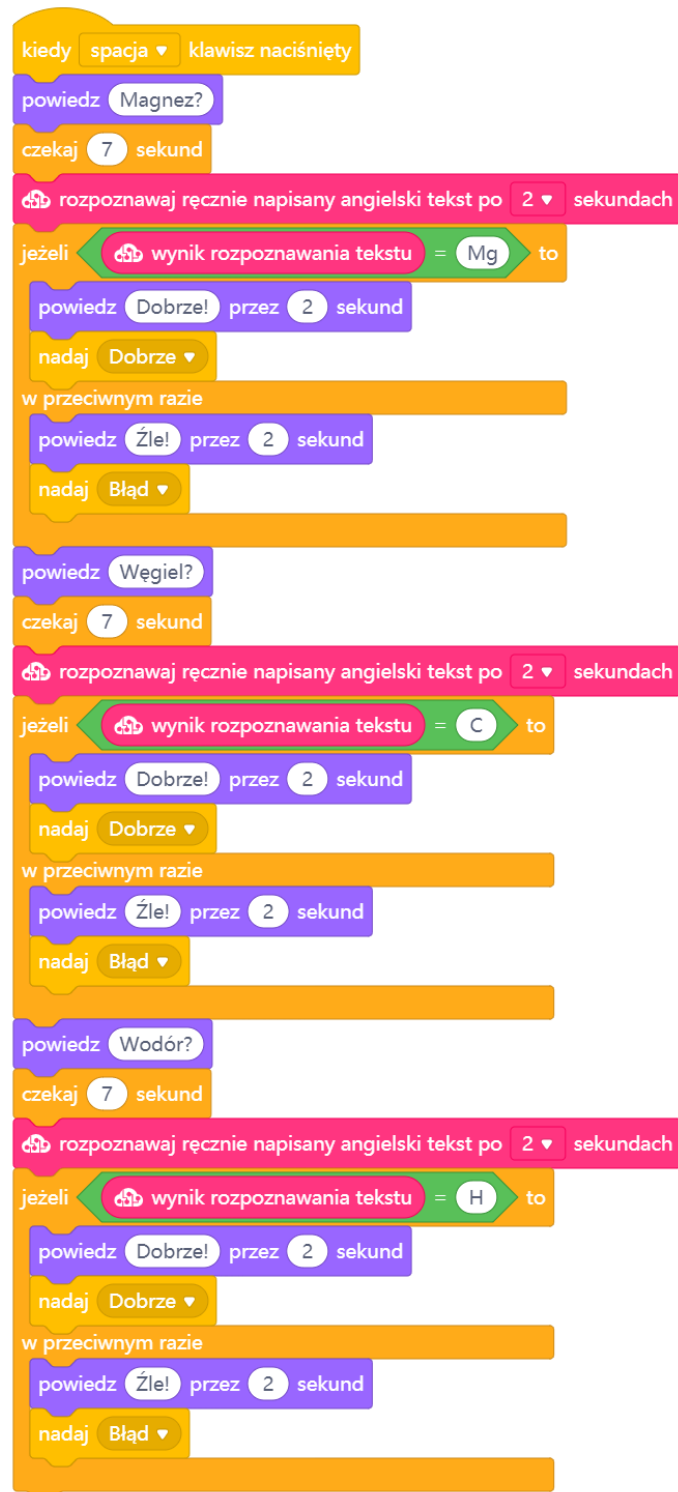 kiedy spacja klawisz naciśnięty
powiedz Magnez?
czekaj 7 sekund
rozpoznawaj ręcznie napisany angielski tekst po 2 sekundach
jeżeli wynik rozpoznawania tekstu = Mg to
powiedz Dobrze! przez 2 sekund
nadaj Dobrze
w przeciwnym razie
powiedz Źle! przez 2 sekund
nadaj Błąd
powiedz Węgiel?
czekaj 7 sekund
rozpoznawaj ręcznie napisany angielski tekst po 2 sekundach
jeżeli wynik rozpoznawania tekstu = C to
powiedz Dobrze! przez 2 sekund
nadaj Dobrze
w przeciwnym razie
powiedz Źle! przez 2 sekund
nadaj Błąd
powiedz Wodór?
czekaj 7 sekund
rozpoznawaj ręcznie napisany angielski tekst po 2 sekundach
jeżeli wynik rozpoznawania tekstu = H to
powiedz Dobrze! przez 2 sekund
nadaj Dobrze
w przeciwnym razie
powiedz Źle! przez 2 sekund
nadaj Błąd